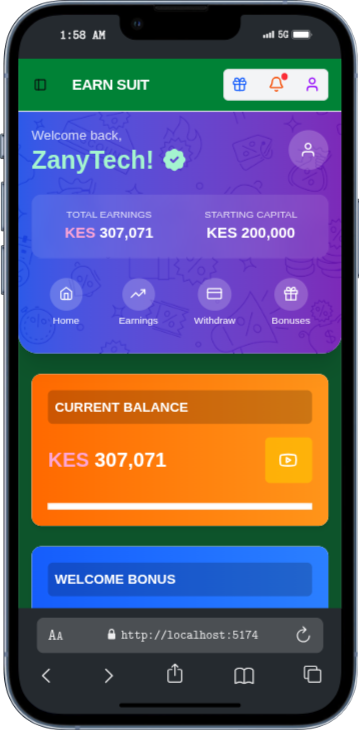 1:58 AM
5G
EARN SUIT
Welcome back,
ZanyTech!
TOTAL EARNINGS
STARTING CAPITAL
KES 307,071
KES 200,000
Home
Earnings
Withdraw
Bonuses
CURRENT BALANCE
KES 307,071
WELCOME BONUS
AA
http://localhost:5174